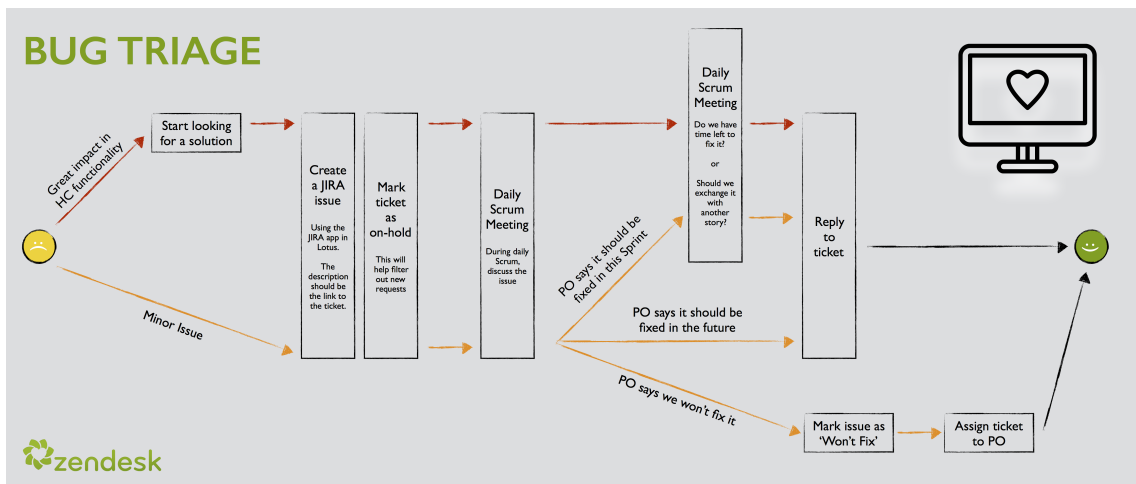 BUG TRIAGE
Great impact in
HC functionality
Start looking
for a solution
Minor Issue
Create
a JIRA
issue
Using the
JIRA app in
Lotus.
The
description
should be
the link to
the ticket.
Mark
ticket
as
on-hold
This will
help filter
out new
requests
Daily
Scrum
Meeting
During daily
Scrum,
discuss the
issue
PO says it should be
fixed in this Sprint
PO says it should be
fixed in the future
PO says we won't fix it
Daily
Scrum
Meeting
Do we have
time left to
fix it?
or
Should we
exchange it
with
another
story?
Reply
to
ticket
Mark issue as
'Won't Fix'
Assign ticket
to PO
zendesk